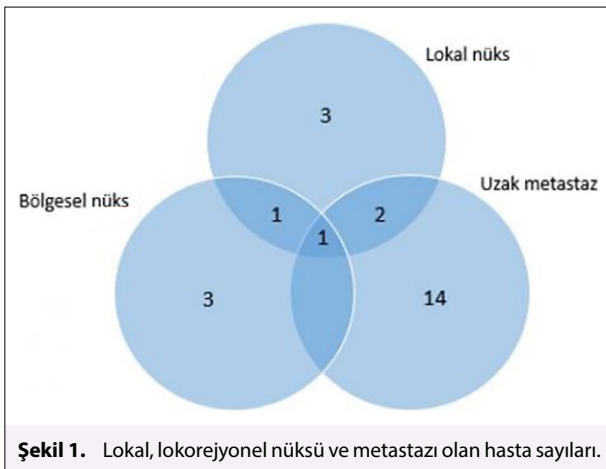 Lokal nüks
3
Bölgesel nüks
Uzak metastaz
1
2
1
3
14
Şekil 1. Lokal, lokorejyonel nüksü ve metastazı olan hasta sayıları.